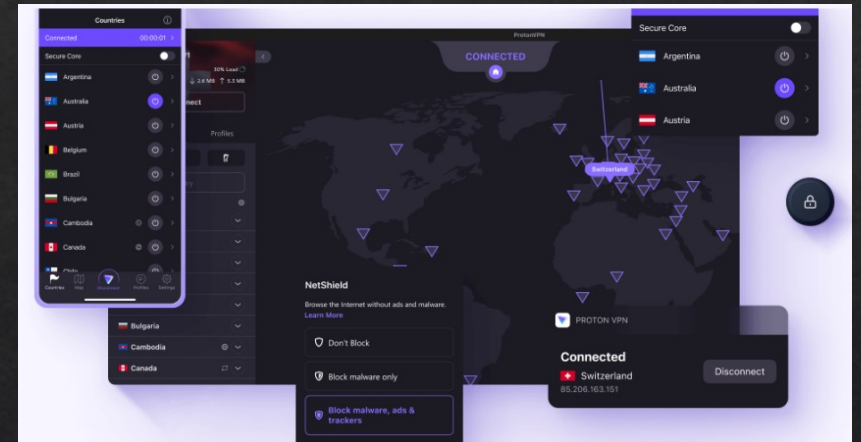 Countries
Connected
00:00:01
Secure Core
Argentina
Australia
Austria
Belgium
Brazil
Bulgaria
Cambodia
Canada
Countries
Map
Disconnect
Profiles
Settings
ProtonVPN
30% Load
2.6 MB
5.3 MB
Profiles
Bulgaria
Cambodia
Canada
CONNECTED
Switzerland
NetShield
Browse the Internet without ads and malware.
Learn More
Don't Block
Block malware only
Block malware, ads &
trackers
Secure Core
Argentina
Australia
Austria
PROTON VPN
Connected
Switzerland
85.206.163.151
Disconnect